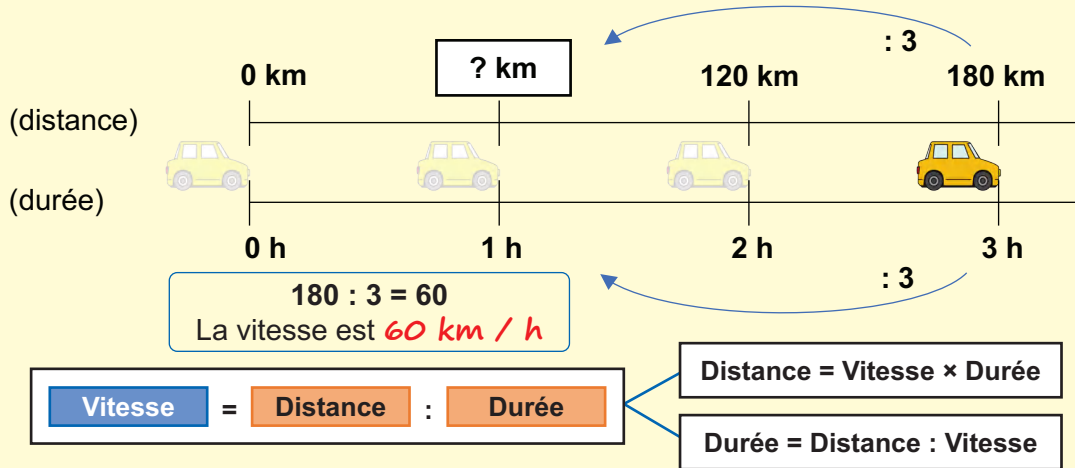 : 3
0 km ? km 120 km 180 km
(distance)
(durée)
0 h 1 h 2 h 3 h
: 3
180 : 3 = 60
La vitesse est 60 km / h
Distance = Vitesse × Durée
Vitesse = Distance : Durée
Durée = Distance : Vitesse